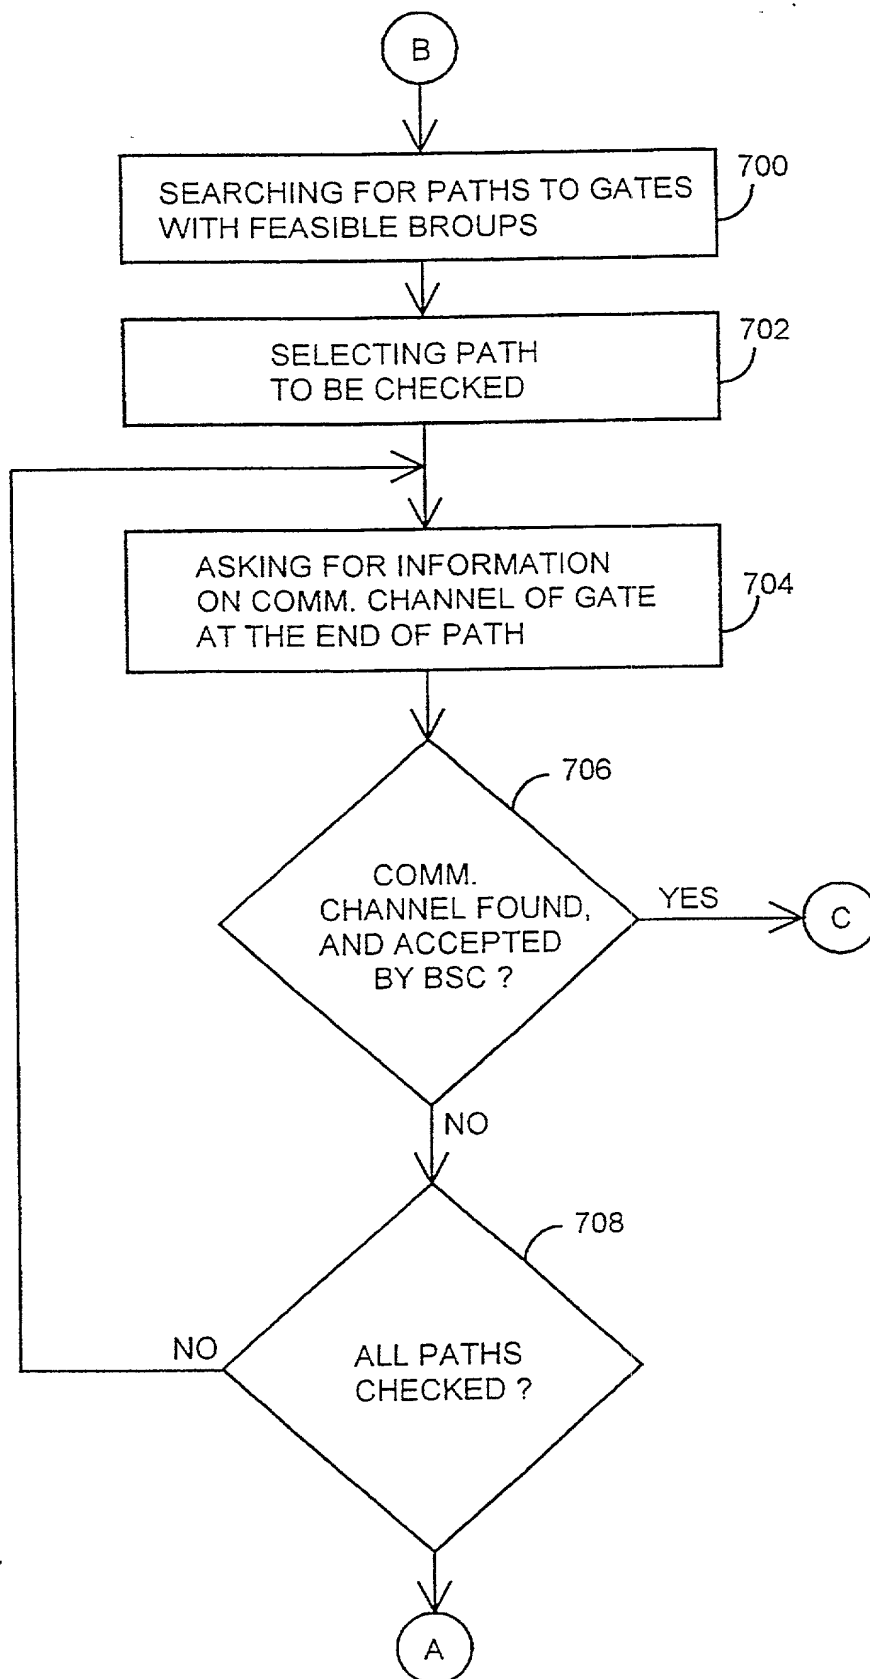 B
SEARCHING FOR PATHS TO GATES
WITH FEASIBLE BROUPS
700
SELECTING PATH
TO BE CHECKED
702
ASKING FOR INFORMATION
ON COMM. CHANNEL OF GATE
AT THE END OF PATH
704
706
COMM.
CHANNEL FOUND,
AND ACCEPTED
BY BSC ?
YES
C
NO
708
ALL PATHS
CHECKED ?
NO
A